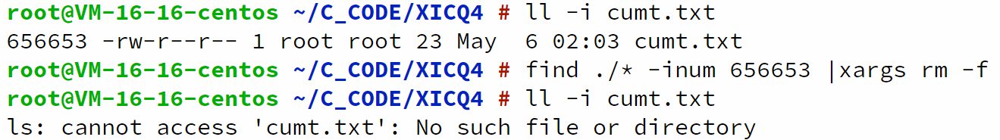 root@VM-16-16-centos ~/C_CODE/XICQ4 # ll -i cumt.txt
656653 -rw-r--r-- 1 root root 23 May  6 02:03 cumt.txt
root@VM-16-16-centos ~/C_CODE/XICQ4 # find ./* -inum 656653 |xargs rm -f
root@VM-16-16-centos ~/C_CODE/XICQ4 # ll -i cumt.txt
ls: cannot access 'cumt.txt': No such file or directory